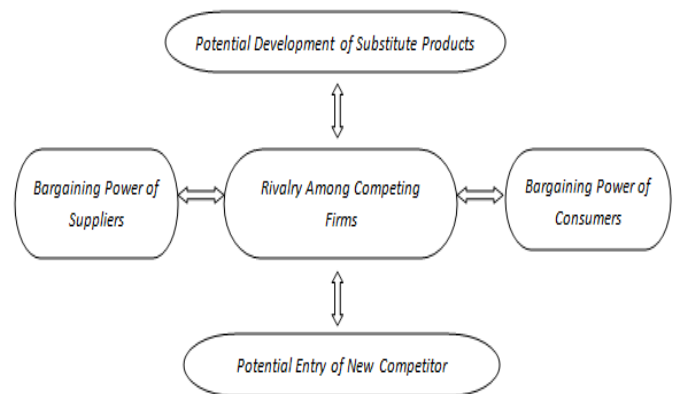 Potential Development of Substitute Products
Bargaining Power of
Suppliers
Rivalry Among Competing
Firms
Bargaining Power of
Consumers
Potential Entry of New Competitor